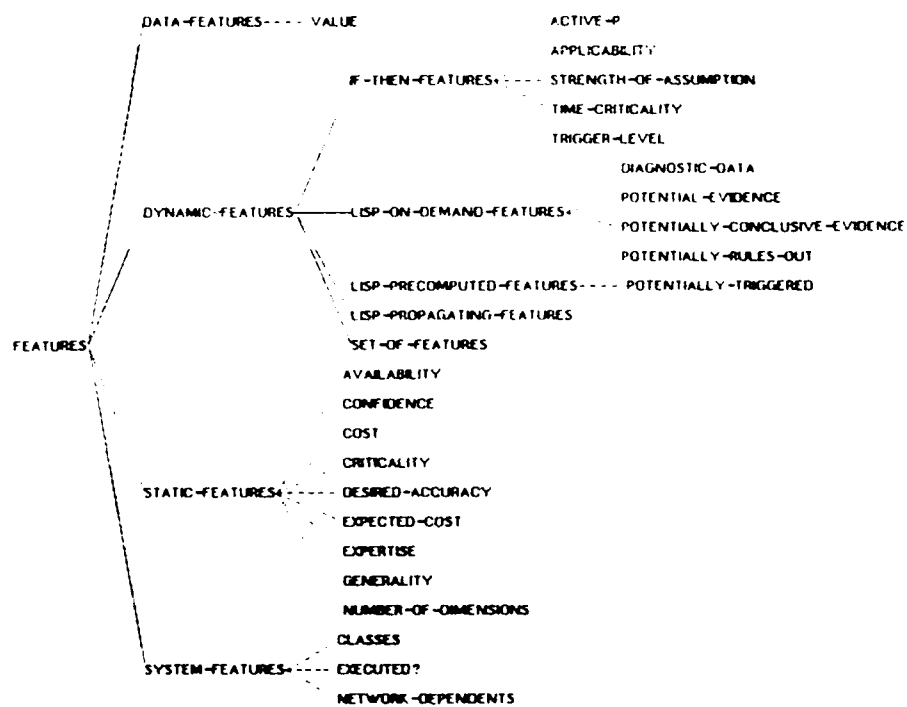 DATA-FEATURES VALUE ACTIVE-P
APPLICABILITY
IF-THEN-FEATURES STRENGTH-OF-ASSUMPTION
TIME-CRITICALITY
TRIGGER-LEVEL
DIAGNOSTIC-DATA
POTENTIAL-EVIDENCE
DYNAMIC-FEATURES LISP-ON-DEMAND-FEATURES POTENTIALLY-CONCLUSIVE-EVIDENCE
POTENTIALLY-RULES-OUT
LISP-PRECOMPUTED-FEATURES POTENTIALLY-TRIGGERED
LISP-PROPAGATING-FEATURES
FEATURES SET-OF-FEATURES
AVAILABILITY
CONFIDENCE
COST
CRITICALITY
STATIC-FEATURES DESIRED-ACCURACY
EXPECTED-COST
EXPERTISE
GENERALITY
NUMBER-OF-DIMENSIONS
CLASSES
SYSTEM-FEATURES EXECUTED?
NETWORK-DEPENDENTS